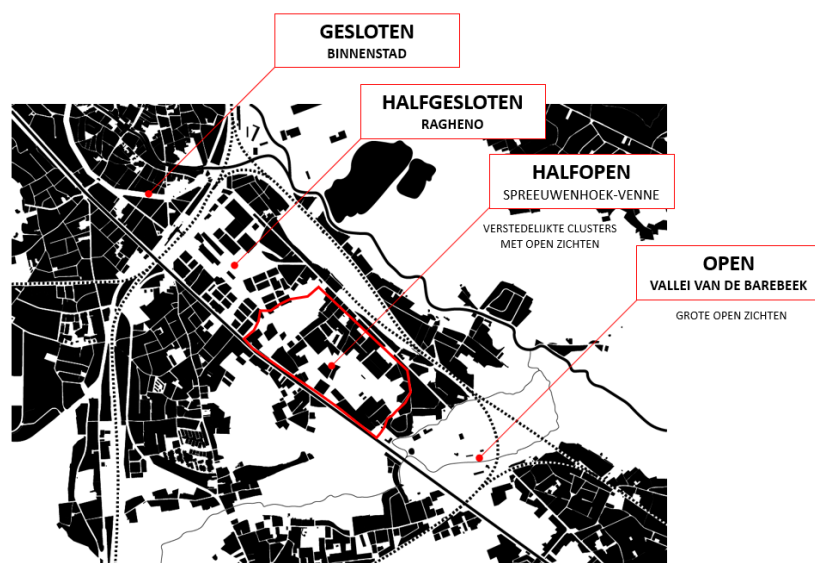 GESLOTEN
BINNENSTAD
HALFGESLOTEN
RAGHENO
HALFOPEN
SPREEUWENHOEK-VENNE
VERSTEDELIJKTE CLUSTERS
MET OPEN ZICHTEN
OPEN
VALLEI VAN DE BAREBEEK
GROTE OPEN ZICHTEN